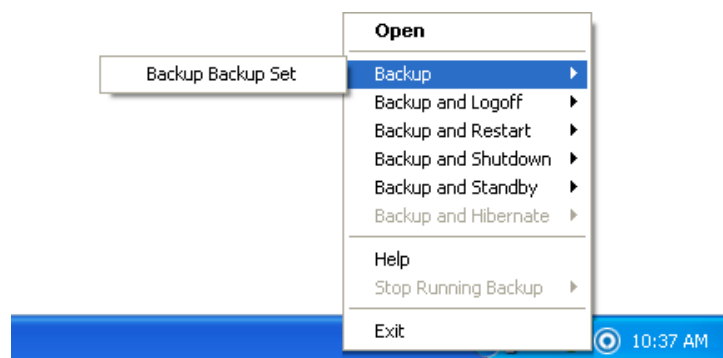 Open
Backup Backup Set
Backup
Backup and Logoff
Backup and Restart
Backup and Shutdown
Backup and Standby
Backup and Hibernate
Help
Stop Running Backup
Exit
10:37 AM